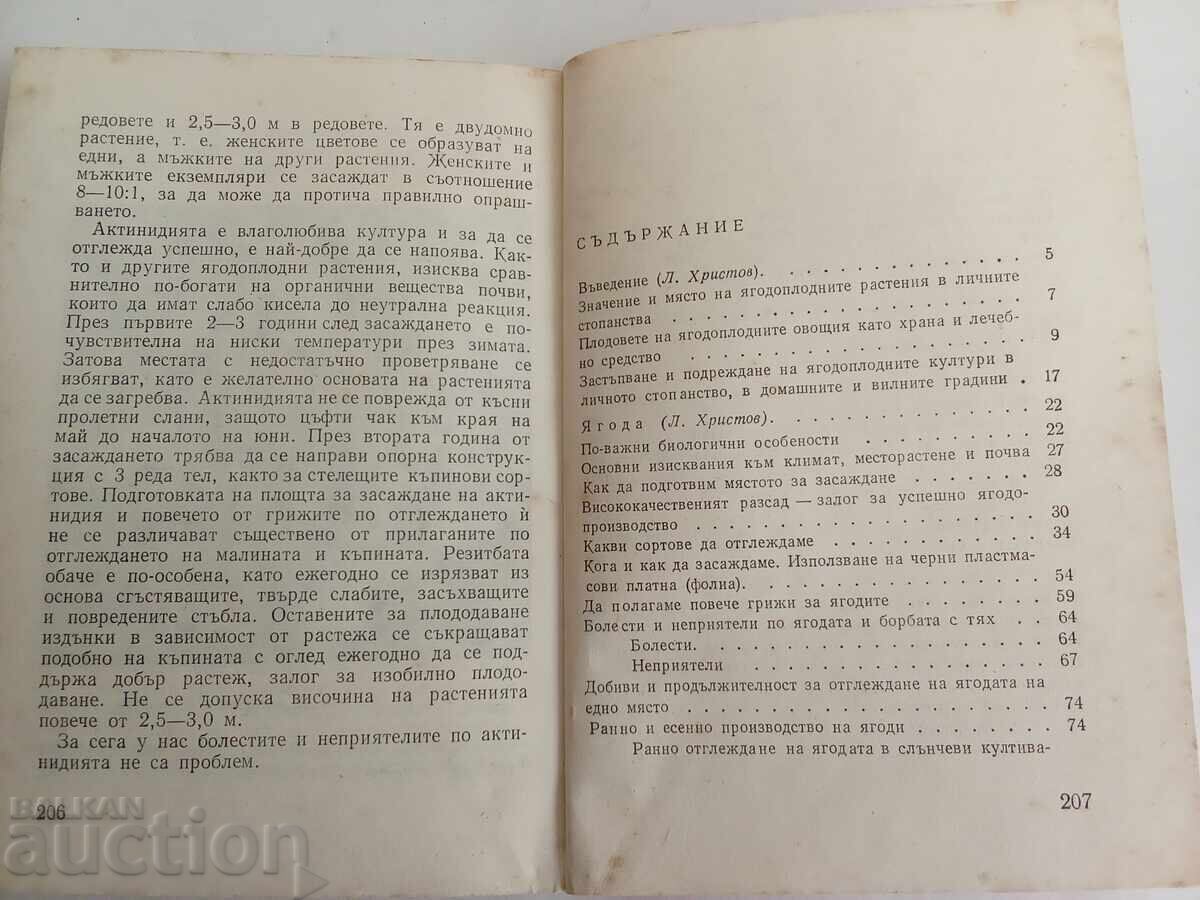 редовете и 2,5—3,0 м в редовете. Тя е двудомно
растение, т. е. женските цветове се образуват на
едни, а мъжките на други растения. Женските и
мъжките екземпляри се засаждат в съотношение
8—10:1, за да може да протича правилно опраш-
ването.
Актинидията е влаголюбива култура и за да се
отглежда успешно, е най-добре да се напоява. Как-
то и другите ягодоплодни растения, изисква срав-
нително по-богати на органични вещества почви,
които да имат слабо кисела до неутрална реакция.
През първите 2—3 години след засаждането е по-
чувствителна на ниски температури през зимата.
Затова местата с недостатъчно проветряване се
избягват, като е желателно основата на растенията
да се загребва. Актинидията не се поврежда от късни
пролетни слани, защото цъфти чак към края на
май до началото на юни. През втората година от
засаждането трябва да се направи опорна конструк-
ция с 3 реда тел, както за стелещите къпинови сор-
тове. Подготовката на площта за засаждане на акти-
нидия и повечето от грижите по отглеждането ѝ
не се различават съществено от прилаганите по
отглеждането на малината и къпината. Резитбата
обаче е по-особена, като ежегодно се изрязват из
основа сгъстяващите, твърде слабите, засъхващите
и повредените стъбла. Оставените за плододаване
издънки в зависимост от растежа се съкращават
подобно на къпината с оглед ежегодно да се под-
държа добър растеж, залог за изобилно плодо-
даване. Не се допуска височина на растенията
повече от 2,5—3,0 м.
За сега у нас болестите и неприятелите по акти-
нидията не са проблем.
206
BALKAN
auction
СЪДЪРЖАНИЕ
Въведение (Л. Христов). . . . . . . . . . . . . . 5
Значение и място на ягодоплодните растения в личните
стопанства . . . . . . . . . . . . . . . . . . 7
Плодовете на ягодоплодните овощия като храна и лечеб-
но средство . . . . . . . . . . . . . . . . . 9
Застъпване и подреждане на ягодоплодните култури в
личното стопанство, в домашните и вилните градини . 17
Ягода (Л. Христов). . . . . . . . . . . . . . 22
По-важни биологични особености . . . . . . . . . 22
Основни изисквания към климат, месторастене и почва 27
Как да подготвим мястото за засаждане . . . . . . . 28
Висококачественият разсад — залог за успешно ягодо-
производство . . . . . . . . . . . . . . . . . 30
Какви сортове да отглеждаме . . . . . . . . . . . 34
Кога и как да засаждаме. Използване на черни пластма-
сови платна (фолиа). . . . . . . . . . . . . . . 54
Да полагаме повече грижи за ягодите . . . . . . . . 59
Болести и неприятели по ягодата и борбата с тях . . 64
Болести. . . . . . . . . . . . . . . . . . 64
Неприятели . . . . . . . . . . . . . . . 67
Добиви и продължителност за отглеждане на ягодата на
едно място . . . . . . . . . . . . . . . . . . 74
Ранно и есенно производство на ягоди . . . . . . . . 74
Ранно отглеждане на ягодата в слънчеви култива-
207